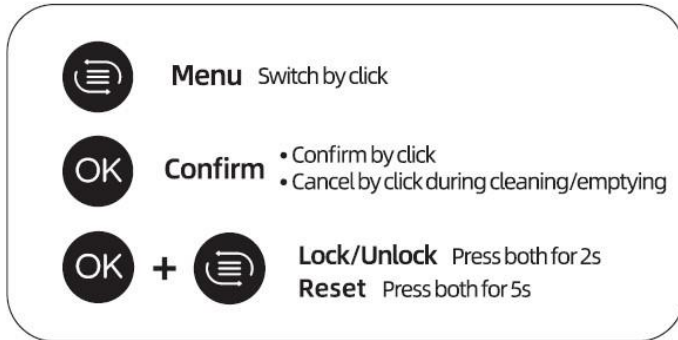 Menu Switch by click
OK Confirm • Confirm by click
• Cancel by click during cleaning/emptying
OK + Lock/Unlock Press both for 2s
Reset Press both for 5s